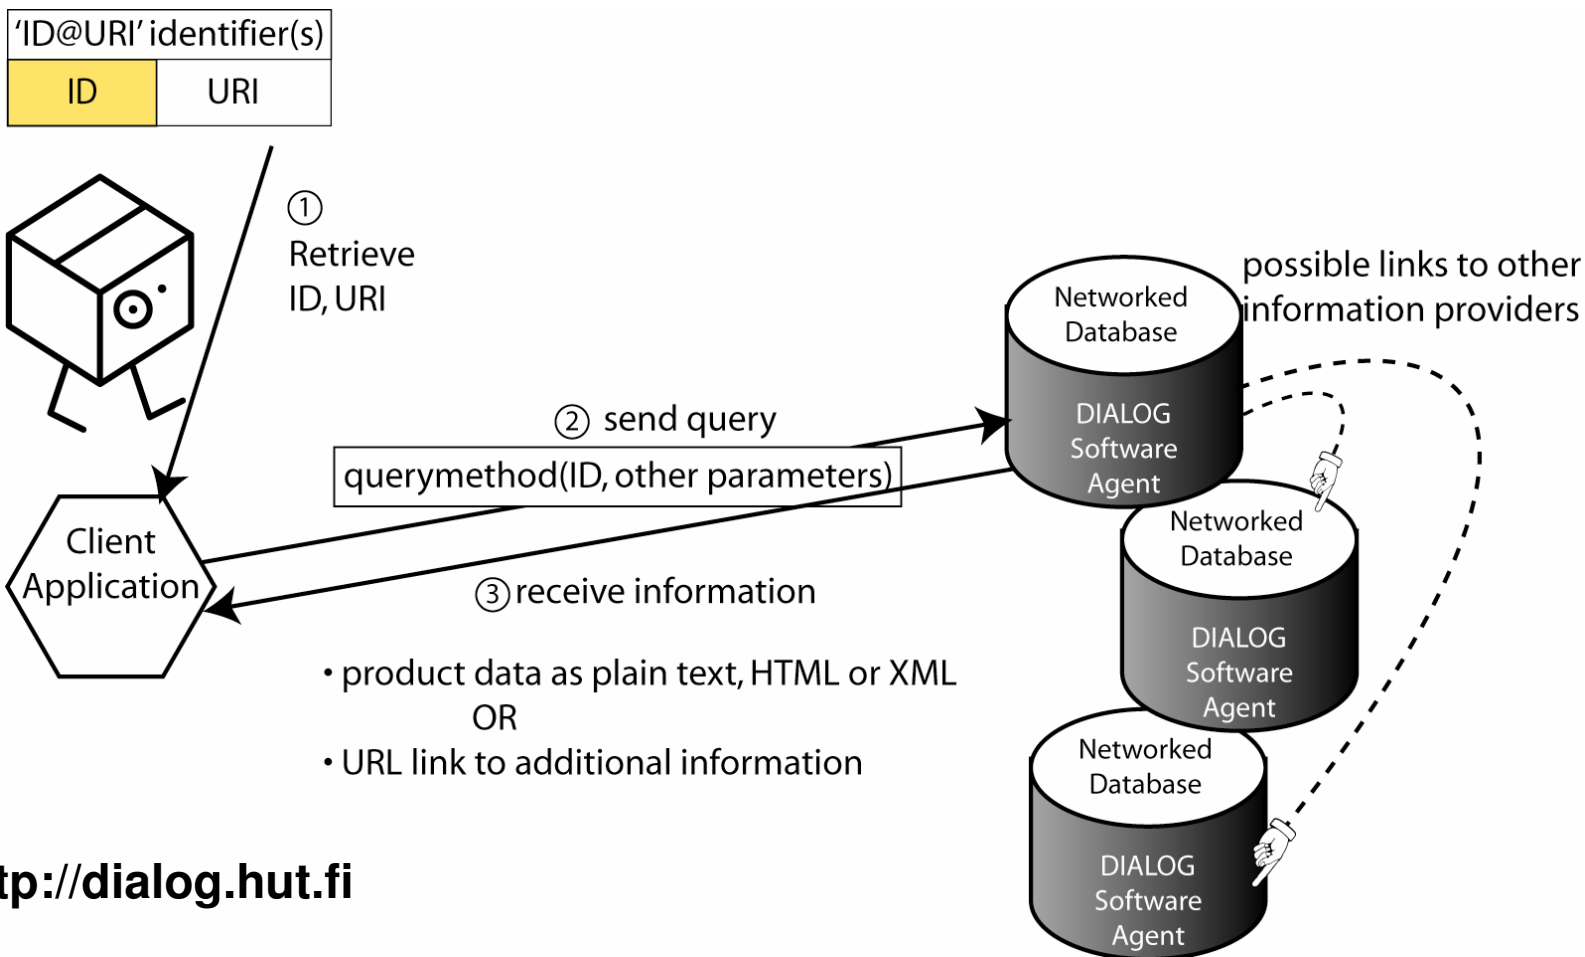 'ID@URI' identifier(s)
ID URI
①
Retrieve
ID, URI
② send query
querymethod(ID, other parameters)
③ receive information
• product data as plain text, HTML or XML
OR
• URL link to additional information
Client
Application
possible links to other
information providers
Networked
Database
DIALOG
Software
Agent
Networked
Database
DIALOG
Software
Agent
Networked
Database
DIALOG
Software
Agent
tp://dialog.hut.fi